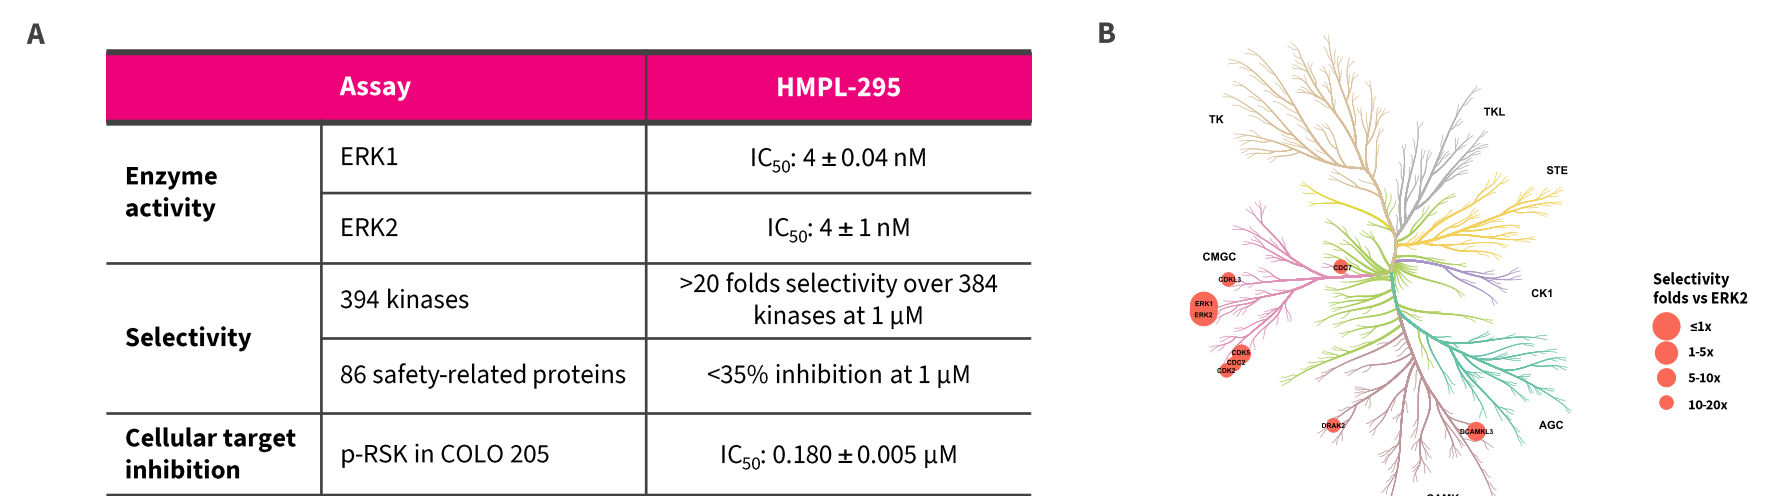 A
Assay
HMPL-295
Enzyme
activity
ERK1
IC50: 4 ± 0.04 nM
ERK2
IC50: 4 ± 1 nM
Selectivity
394 kinases
>20 folds selectivity over 384
kinases at 1 µM
86 safety-related proteins
<35% inhibition at 1 µM
Cellular target
inhibition
p-RSK in COLO 205
IC50: 0.180 ± 0.005 µM
B
TK
TKL
STE
CMGC
CDC7
CDKL3
ERK1
ERK2
CK1
CDK5
CDC2
CDK2
DRAK2
DCAMKL3
AGC
Selectivity
folds vs ERK2
≤1x
1-5x
5-10x
10-20x